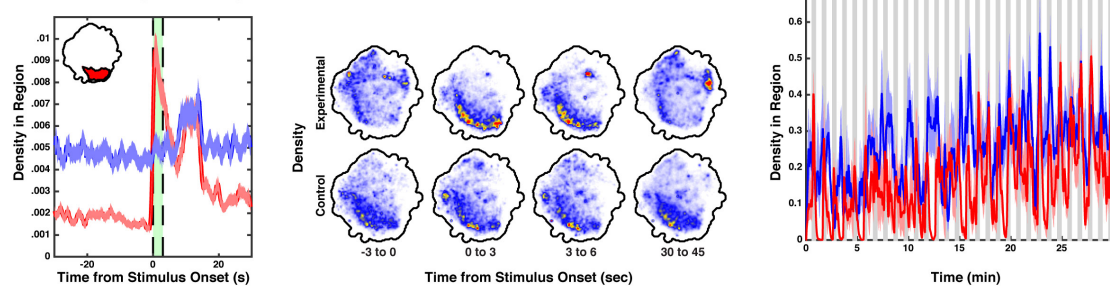 Density in Region
.01
.009
.008
.007
.006
.005
.004
.003
.002
.001
0
-20
0
20
Time from Stimulus Onset (s)
Density
Experimental
Control
-3 to 0
0 to 3
3 to 6
30 to 45
Time from Stimulus Onset (sec)
Density in Region
0.6
0.5
0.4
0.3
0.2
0.1
0
0
5
10
15
20
25
Time (min)